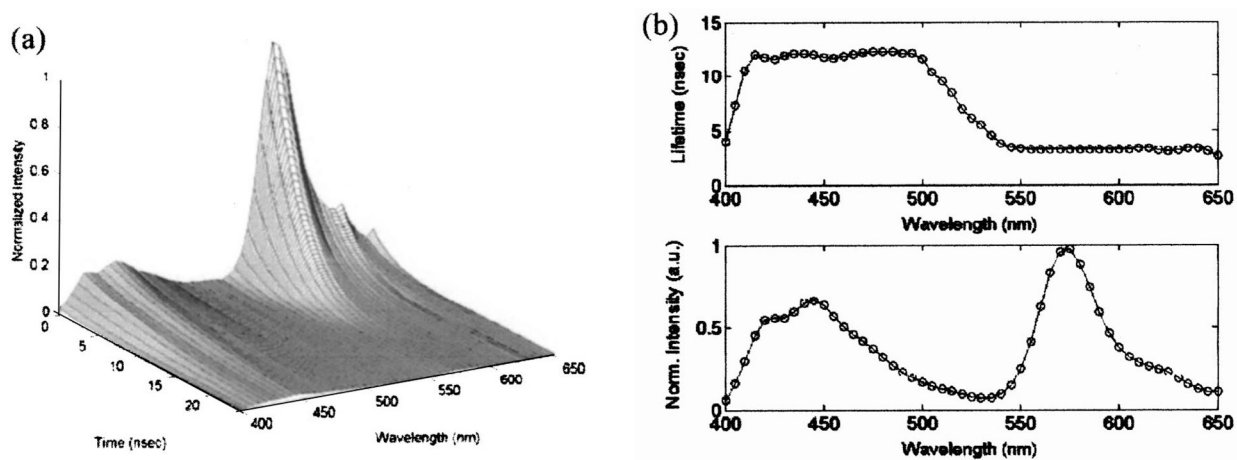 (a)
Normalized Intensity
1
0.8
0.6
0.4
0.2
0
0
5
10
15
20
Time (nsec)
400
450
500
550
600
650
Wavelength (nm)
(b)
Lifetime (nsec)
15
10
5
0
400 450 500 550 600 650
Wavelength (nm)
Norm. Intensity (a.u.)
1
0.5
0
400 450 500 550 600 650
Wavelength (nm)